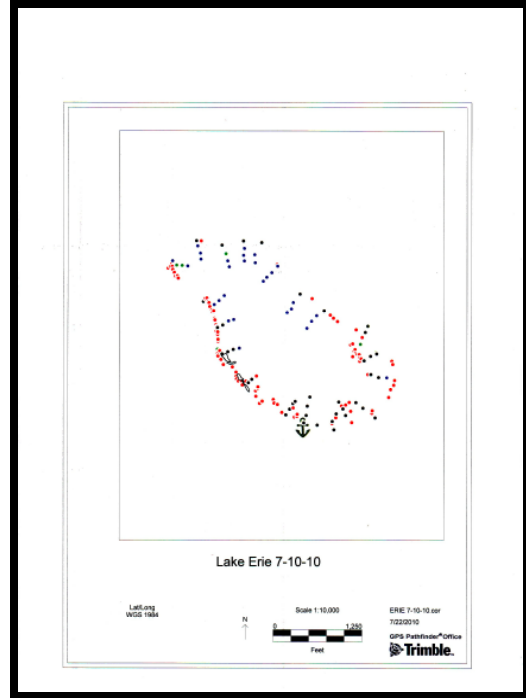 Lake Erie 7-10-10
Lat/Long
WGS 1984
N
Scale 1:10,000
0 1,250
Feet
ERIE 7-10-10.cor
7/22/2010
GPS Pathfinder® Office
Trimble